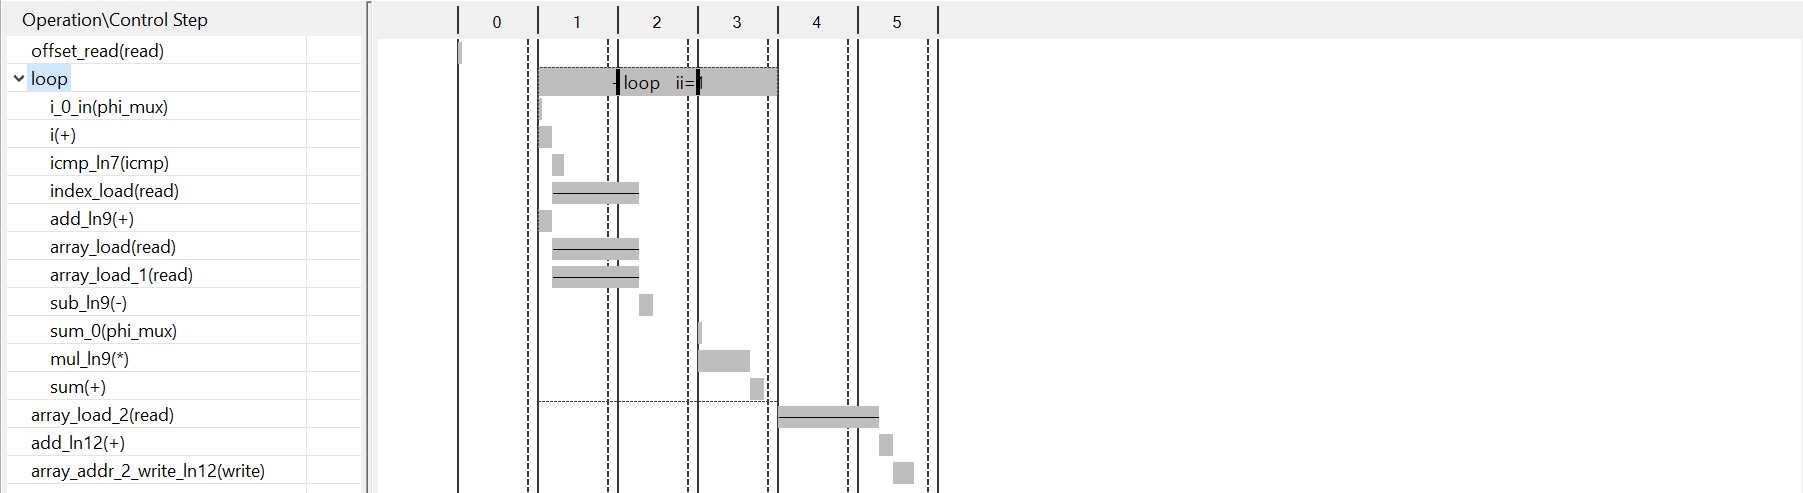 Operation\Control Step 0 1 2 3 4 5
offset_read(read)
loop
loop ii=1
i_0_in(phi_mux)
i(+)
icmp_ln7(icmp)
index_load(read)
add_ln9(+)
array_load(read)
array_load_1(read)
sub_ln9(-)
sum_0(phi_mux)
mul_ln9(*)
sum(+)
array_load_2(read)
add_ln12(+)
array_addr_2_write_ln12(write)